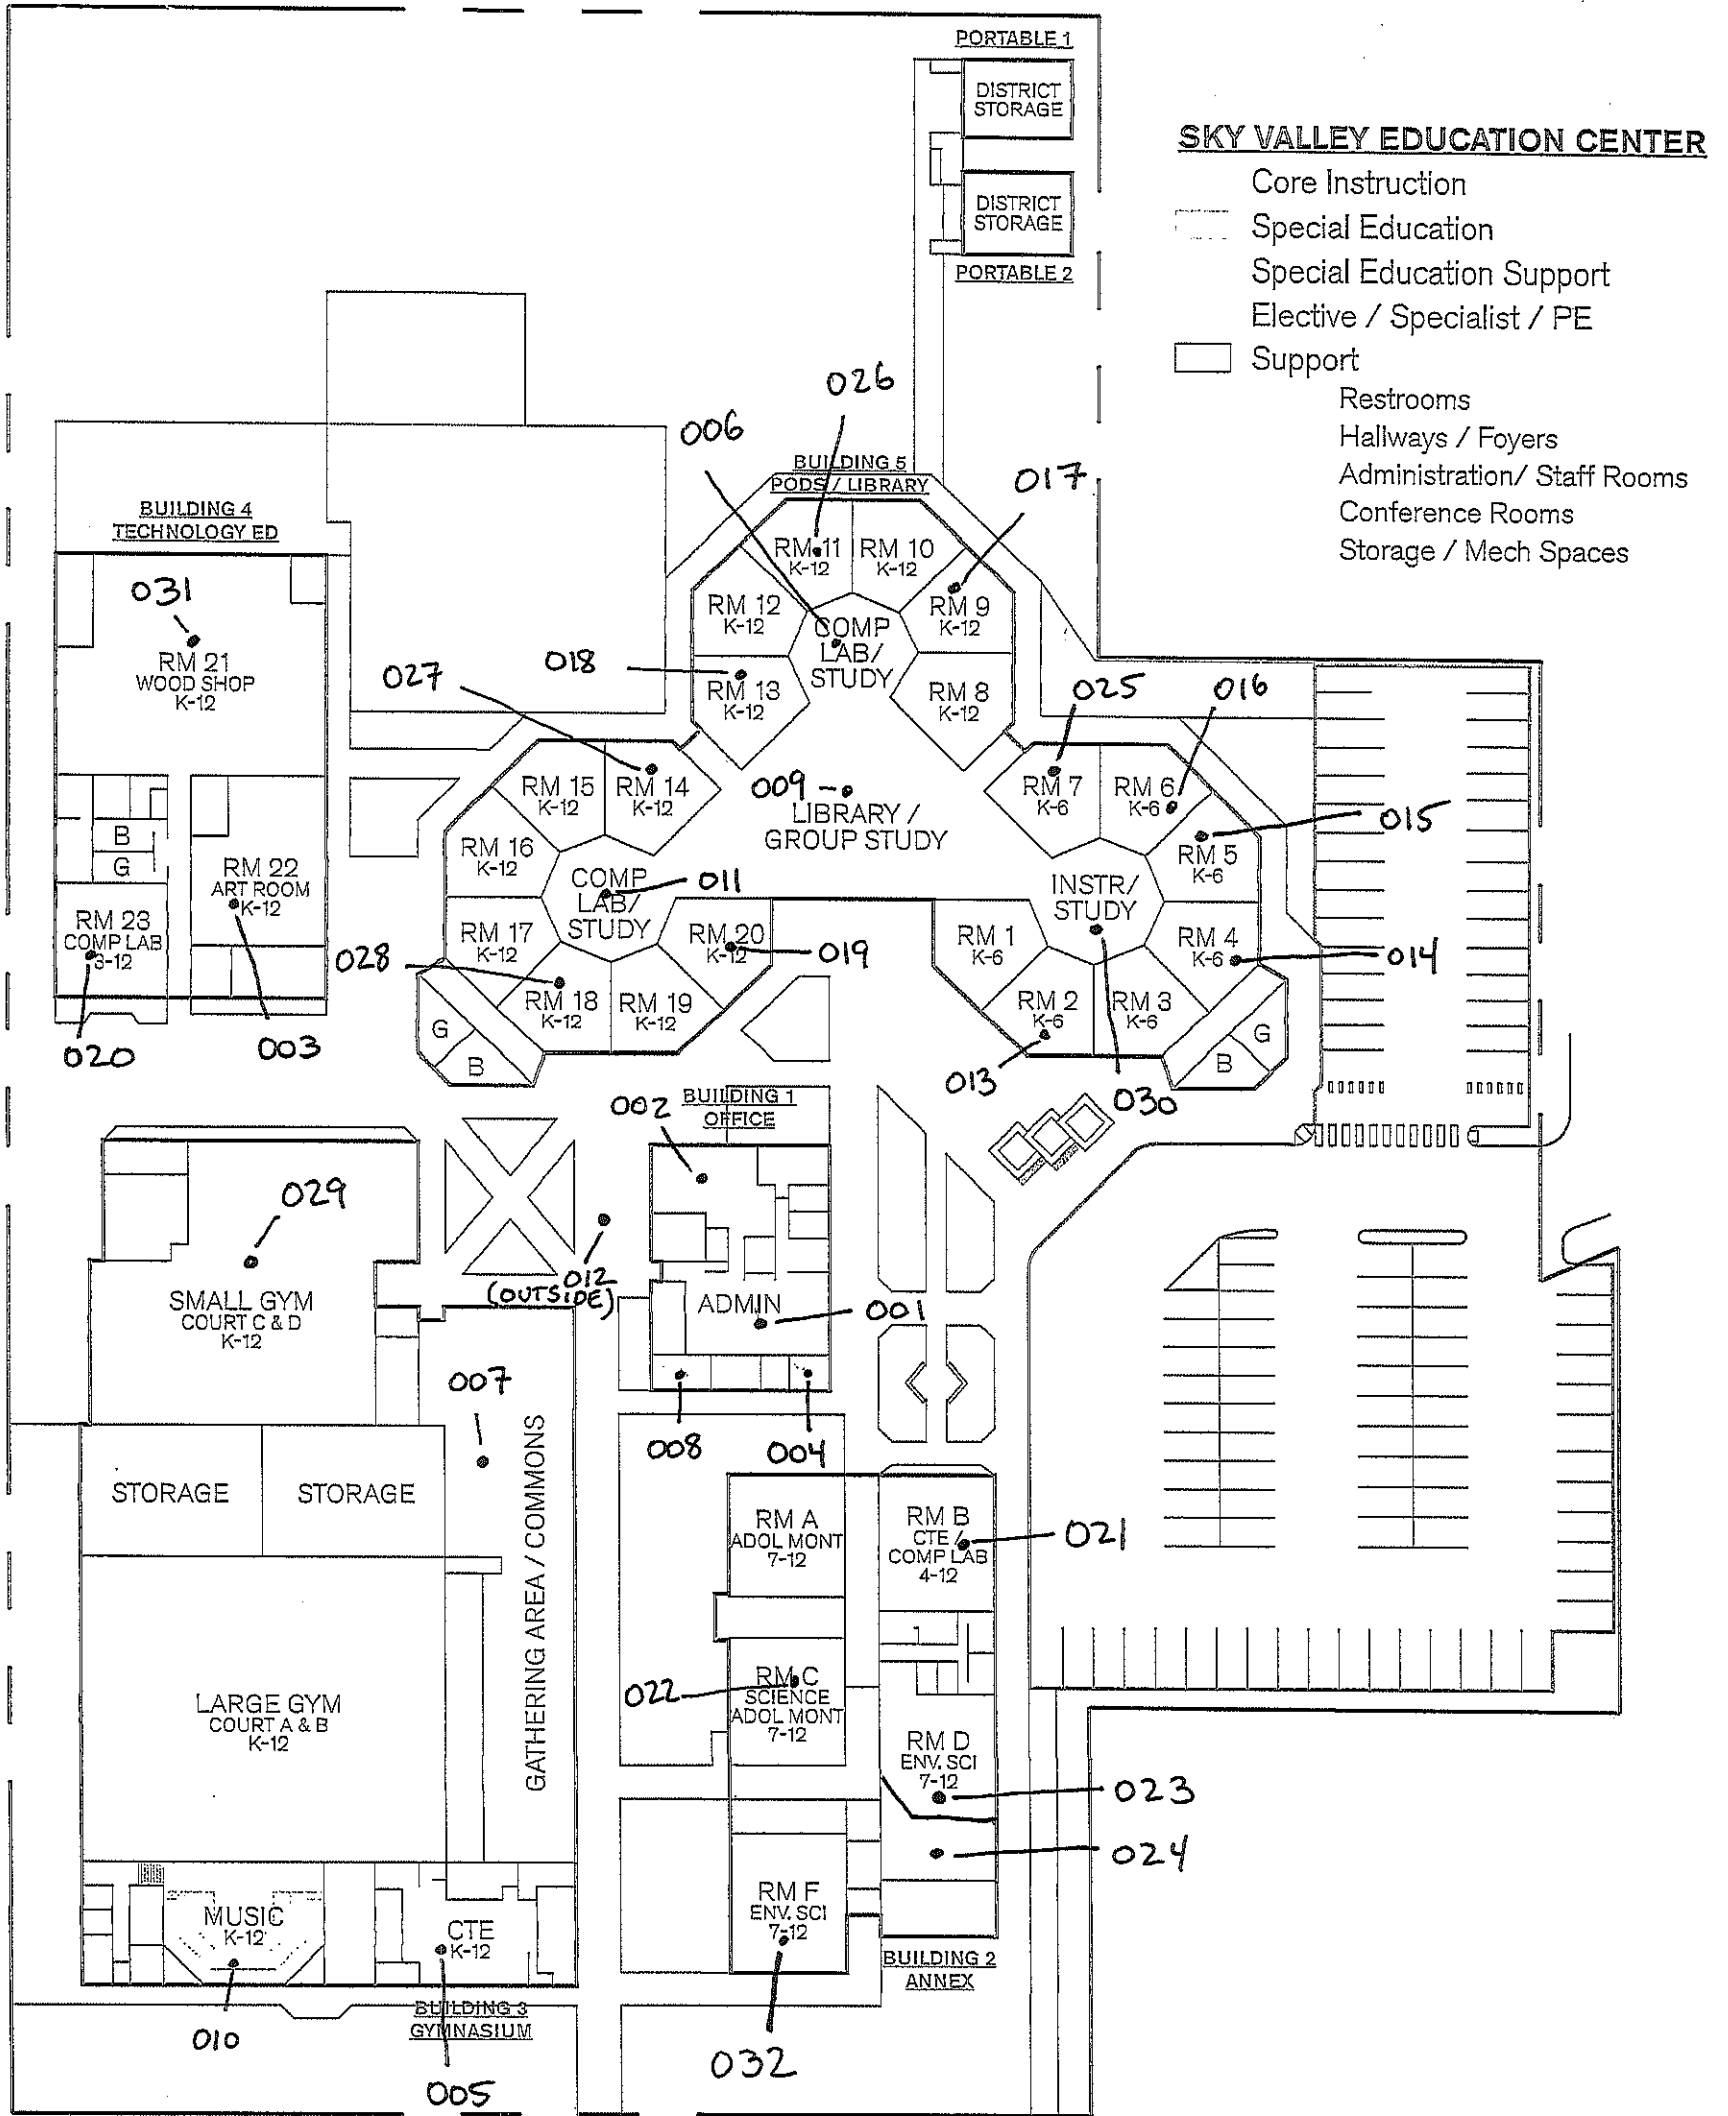 PORTABLE 1
DISTRICT
STORAGE
DISTRICT
STORAGE
PORTABLE 2
SKY VALLEY EDUCATION CENTER
Core Instruction
Special Education
Special Education Support
Elective / Specialist / PE
Support
Restrooms
Hallways / Foyers
Administration/ Staff Rooms
Conference Rooms
Storage / Mech Spaces
026
006
017
BUILDING 5
PODS / LIBRARY
RM 11
K-12
RM 10
K-12
RM 12
K-12
RM 9
K-12
COMP
LAB/
STUDY
018
RM 13
K-12
RM 8
K-12
BUILDING 4
TECHNOLOGY ED
031
RM 21
WOOD SHOP
K-12
B
G
RM 22
ART ROOM
K-12
RM 23
COMP LAB
3-12
020
003
027
RM 15
K-12
RM 14
K-12
RM 16
K-12
COMP
LAB/
STUDY
011
RM 17
K-12
RM 20
K-12
019
028
RM 18
K-12
RM 19
K-12
G
B
009
LIBRARY /
GROUP STUDY
025
016
RM 7
K-6
RM 6
K-6
015
RM 5
K-6
INSTR/
STUDY
RM 1
K-6
RM 4
K-6
014
RM 2
K-6
RM 3
K-6
G
B
013
030
002
BUILDING 1
OFFICE
029
SMALL GYM
COURT C & D
K-12
012
(OUTSIDE)
ADMIN
001
007
008
004
STORAGE
STORAGE
GATHERING AREA / COMMONS
RM A
ADOL MONT
7-12
RM B
CTE /
COMP LAB
4-12
021
022
RM C
SCIENCE
ADOL MONT
7-12
LARGE GYM
COURT A & B
K-12
RM D
ENV. SCI
7-12
023
024
RM F
ENV. SCI
7-12
MUSIC
K-12
CTE
K-12
BUILDING 2
ANNEX
BUILDING 3
GYMNASIUM
010
005
032